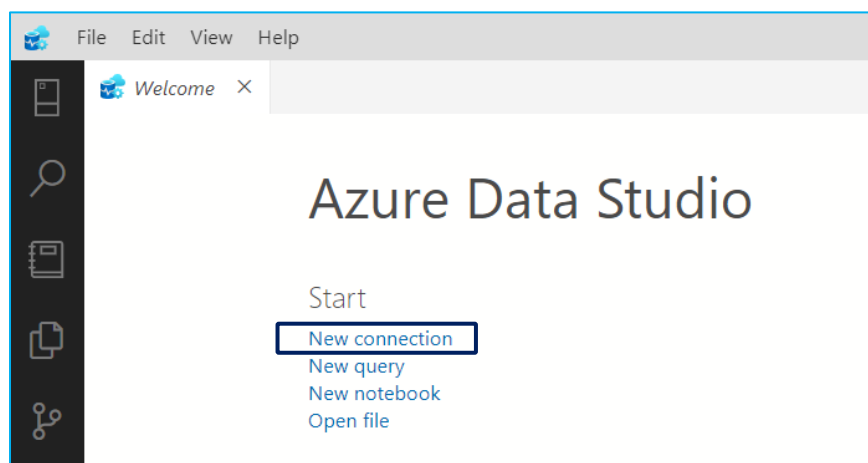 File Edit View Help
Welcome
Azure Data Studio
Start
New connection
New query
New notebook
Open file